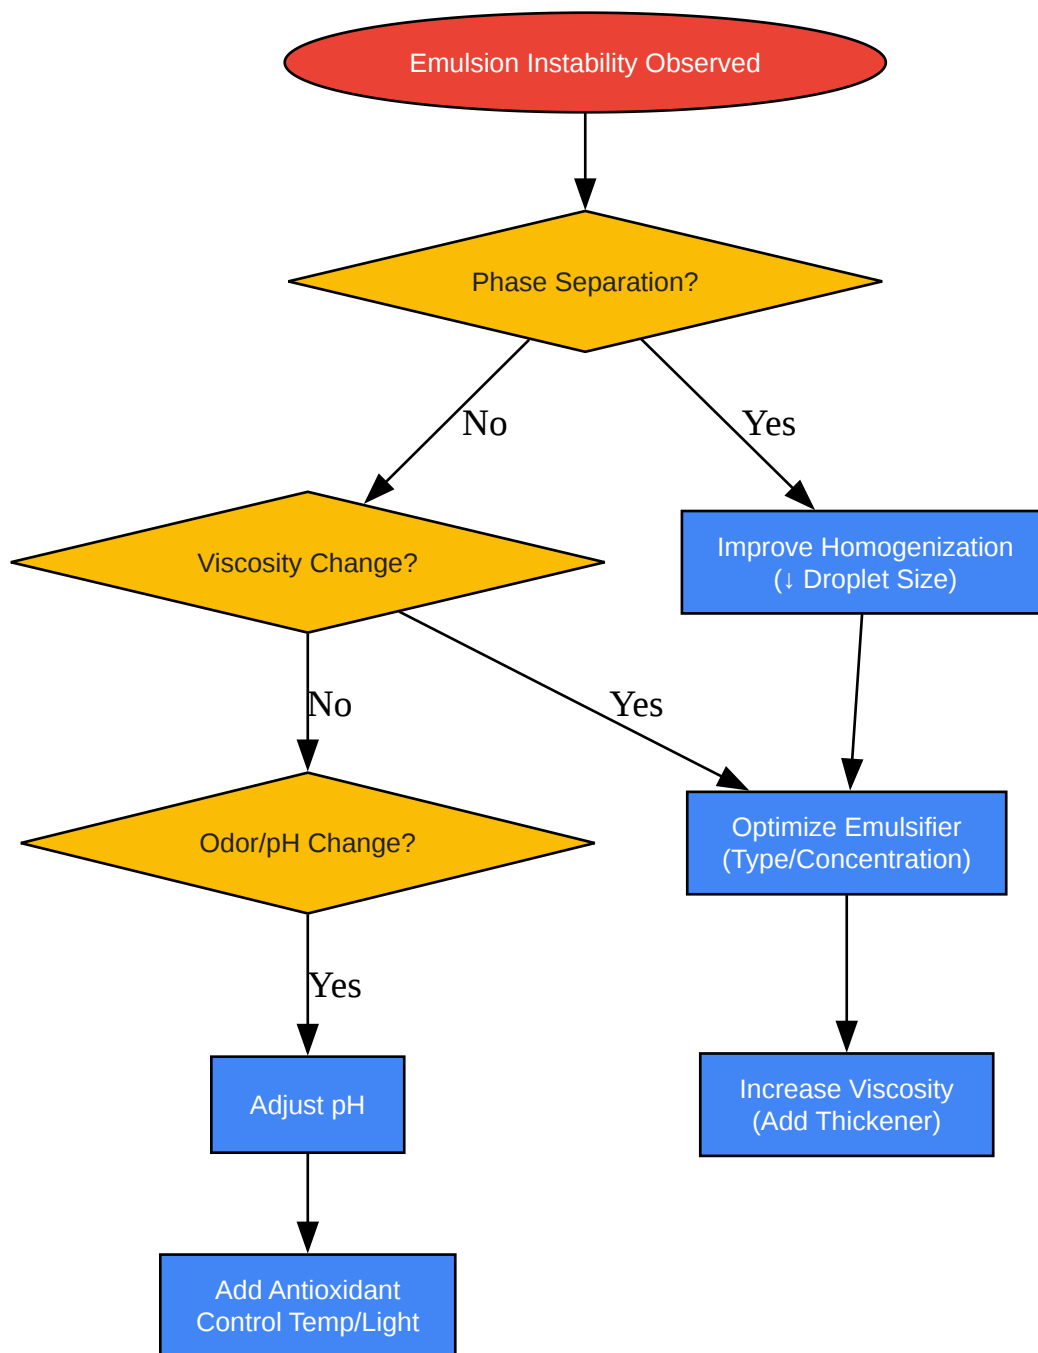 Emulsion Instability Observed
Phase Separation?
No
Yes
Viscosity Change?
Improve Homogenization
(↓ Droplet Size)
No
Yes
Odor/pH Change?
Optimize Emulsifier
(Type/Concentration)
Yes
Adjust pH
Increase Viscosity
(Add Thickener)
Add Antioxidant
Control Temp/Light